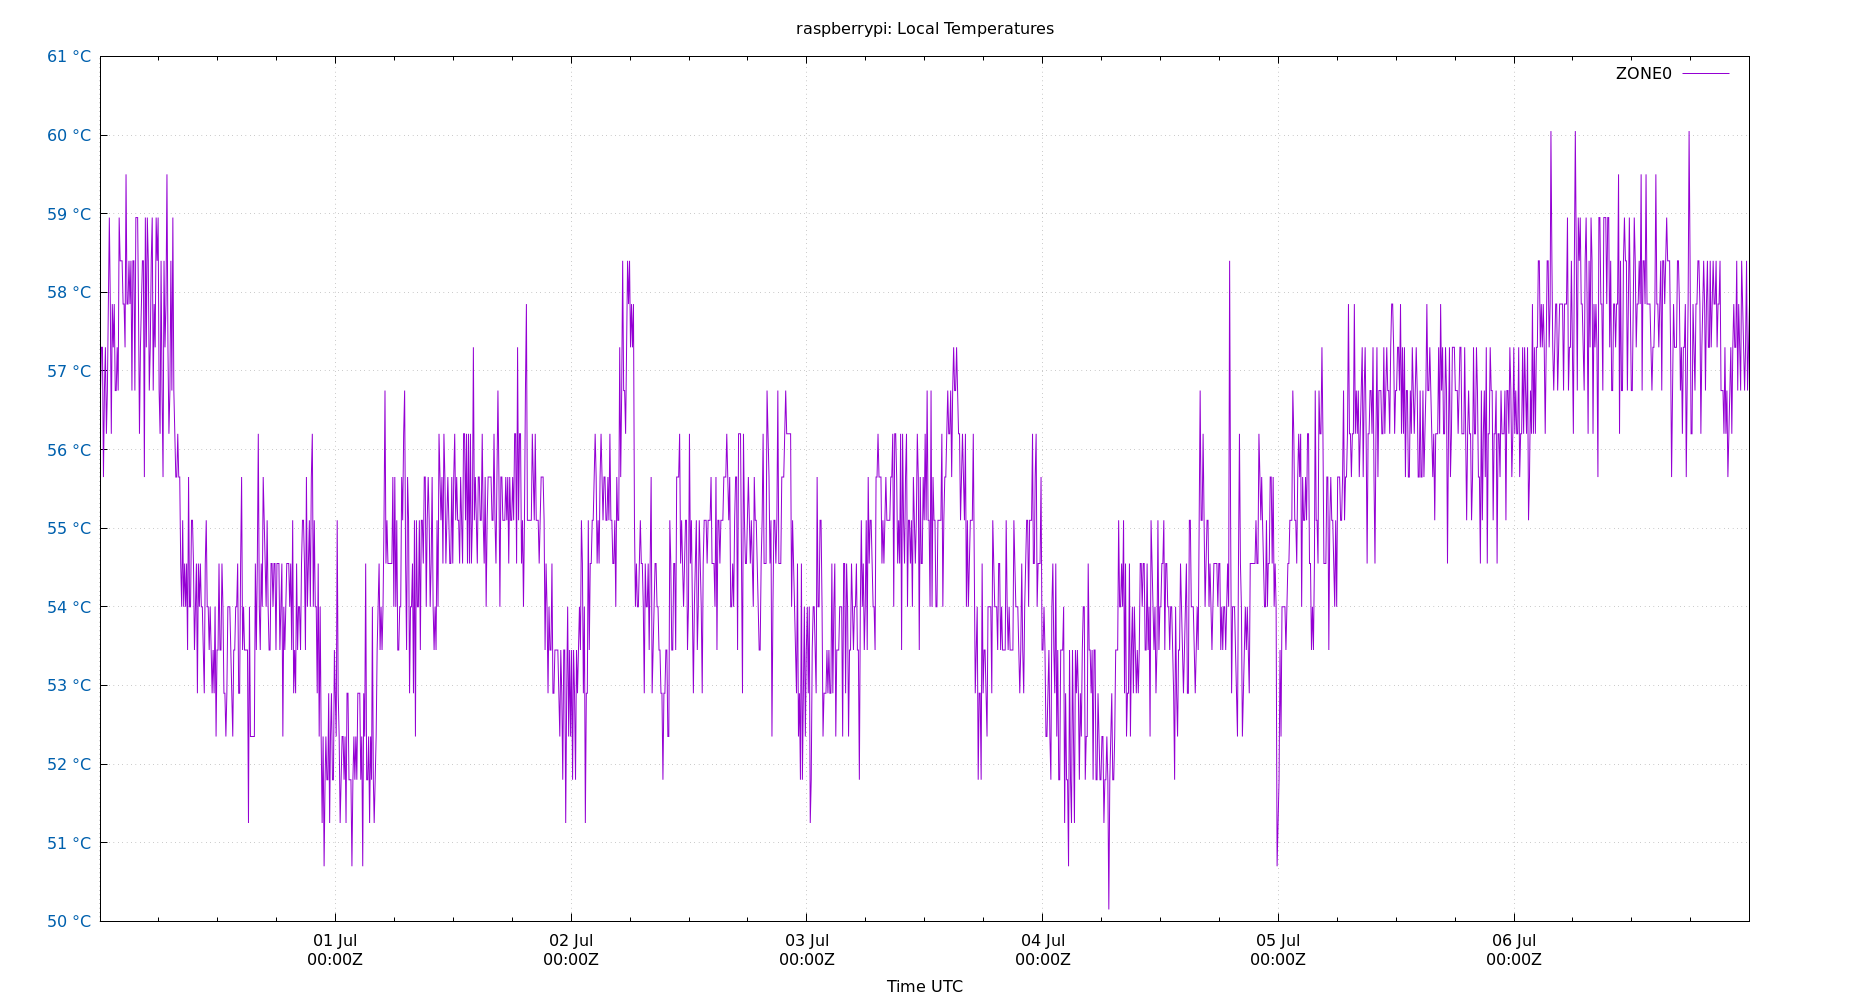 raspberrypi: Local Temperatures
ZONE0
61 °C
60 °C
59 °C
58 °C
57 °C
56 °C
55 °C
54 °C
53 °C
52 °C
51 °C
50 °C
01 Jul 02 Jul 03 Jul 04 Jul 05 Jul 06 Jul
00:00Z 00:00Z 00:00Z 00:00Z 00:00Z 00:00Z
Time UTC